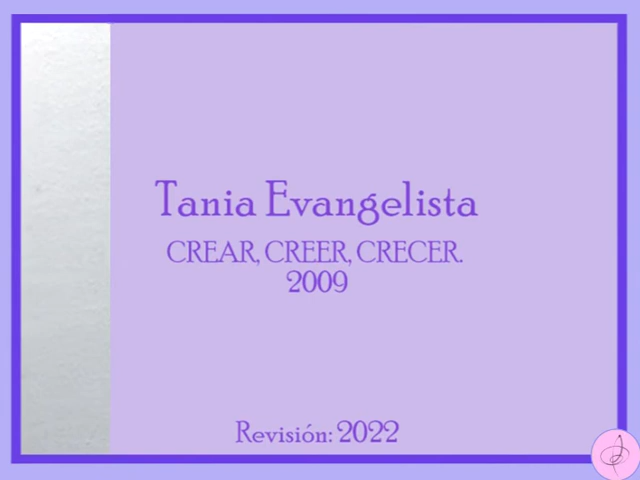 Tania Evangelista
CREAR, CREER, CRECER.
2009
Revisión: 2022